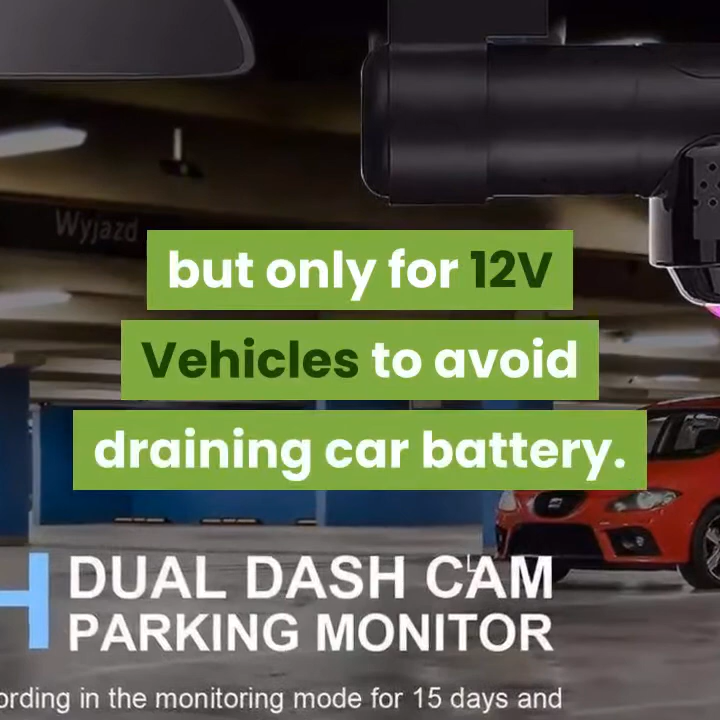 Wyjazd
but only for 12V
Vehicles to avoid
draining car battery.
H DUAL DASH CAM
PARKING MONITOR
ording in the monitoring mode for 15 days and